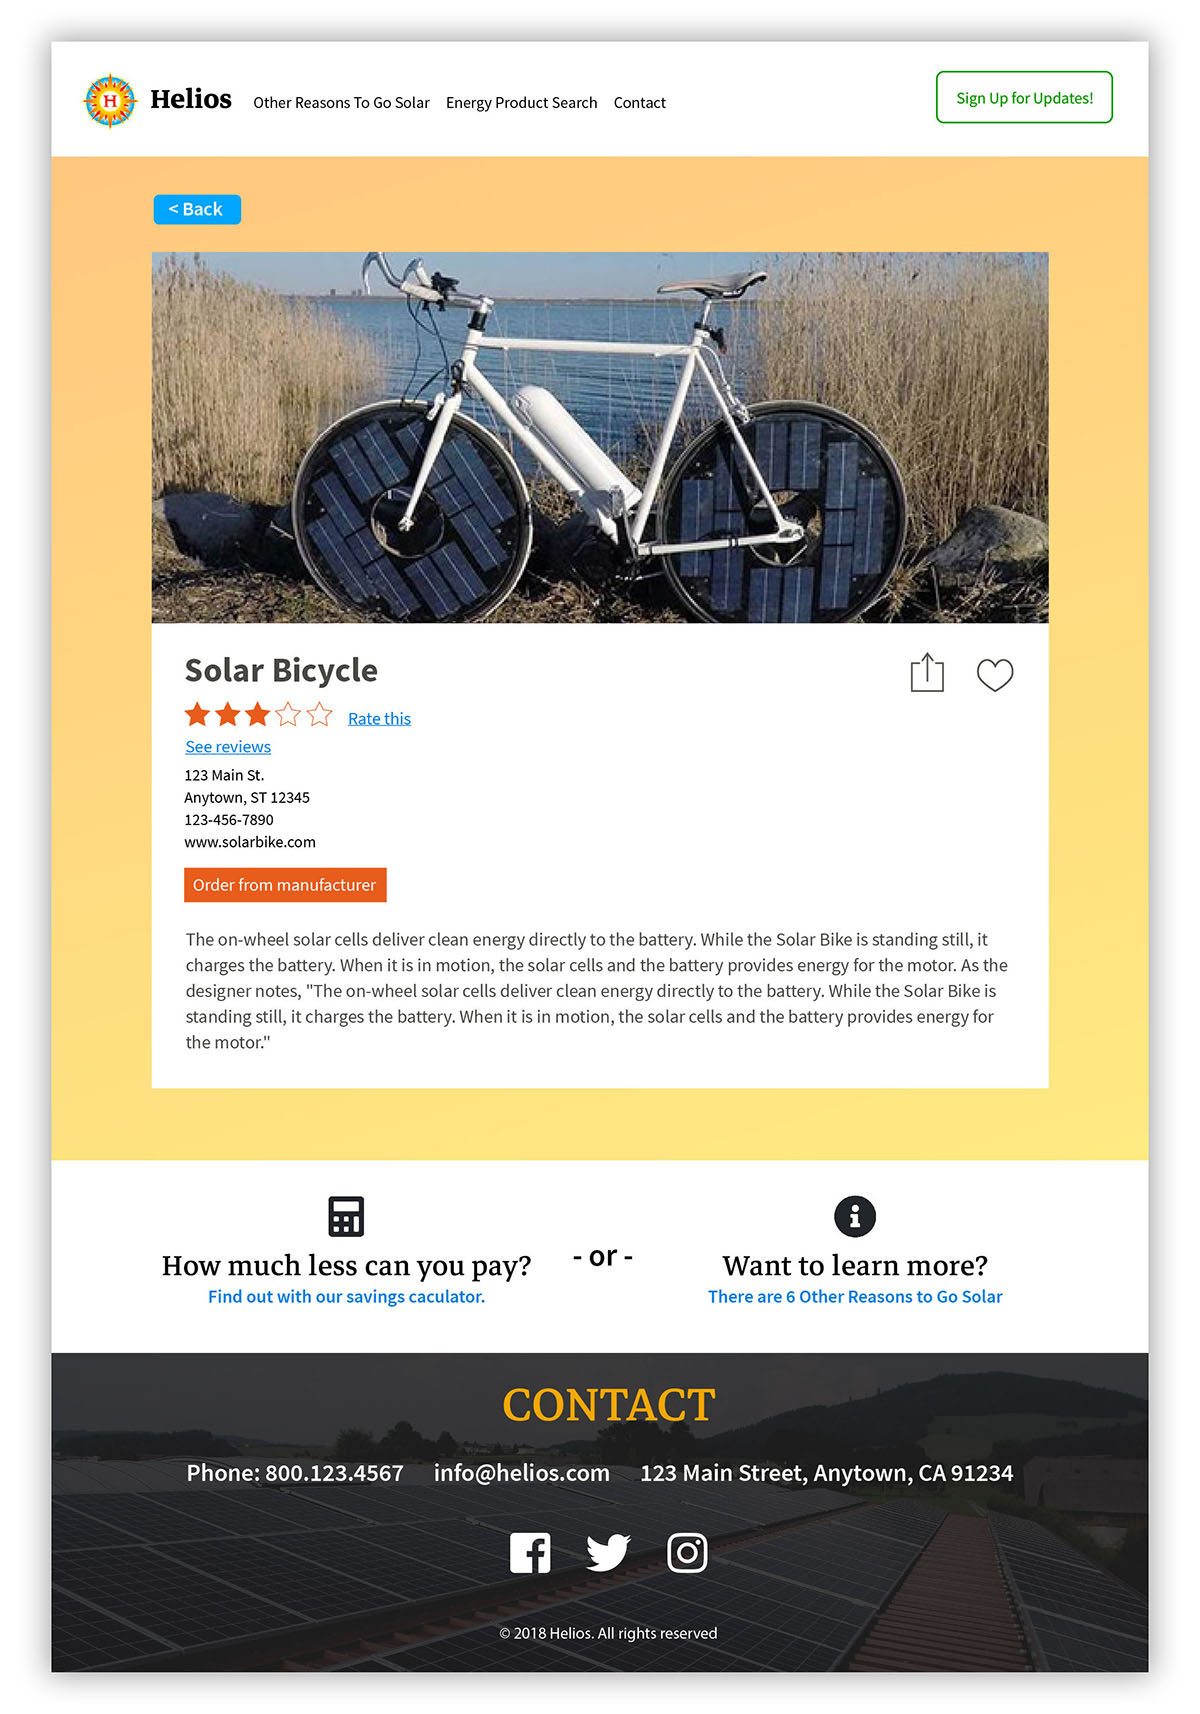 H
Helios
Other Reasons To Go Solar Energy Product Search Contact
Sign Up for Updates!
< Back
Solar Bicycle
Rate this
See reviews
123 Main St.
Anytown, ST 12345
123-456-7890
www.solarbike.com
Order from manufacturer
The on-wheel solar cells deliver clean energy directly to the battery. While the Solar Bike is standing still, it
charges the battery. When it is in motion, the solar cells and the battery provides energy for the motor. As the
designer notes, "The on-wheel solar cells deliver clean energy directly to the battery. While the Solar Bike is
standing still, it charges the battery. When it is in motion, the solar cells and the battery provides energy for
the motor."
How much less can you pay?
Find out with our savings caculator.
- or -
Want to learn more?
There are 6 Other Reasons to Go Solar
CONTACT
Phone: 800.123.4567 info@helios.com 123 Main Street, Anytown, CA 91234
© 2018 Helios. All rights reserved